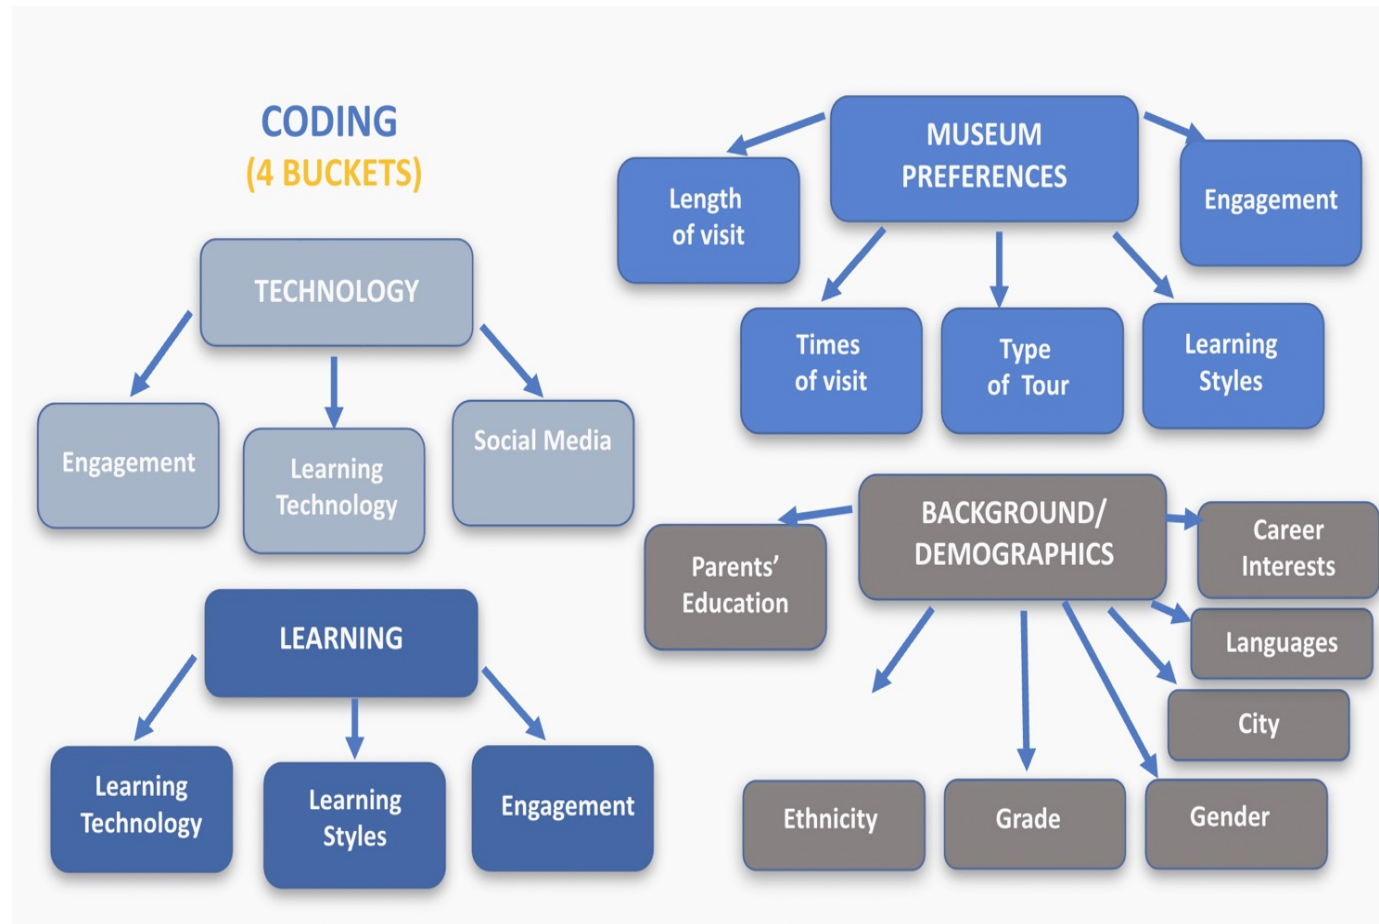 CODING
(4 BUCKETS)
TECHNOLOGY
Engagement
Learning
Technology
Social Media
LEARNING
Learning
Technology
Learning
Styles
Engagement
MUSEUM
PREFERENCES
Length
of visit
Times
of visit
Type
of Tour
Learning
Styles
Engagement
BACKGROUND/
DEMOGRAPHICS
Parents’
Education
Ethnicity
Grade
Gender
City
Languages
Career
Interests